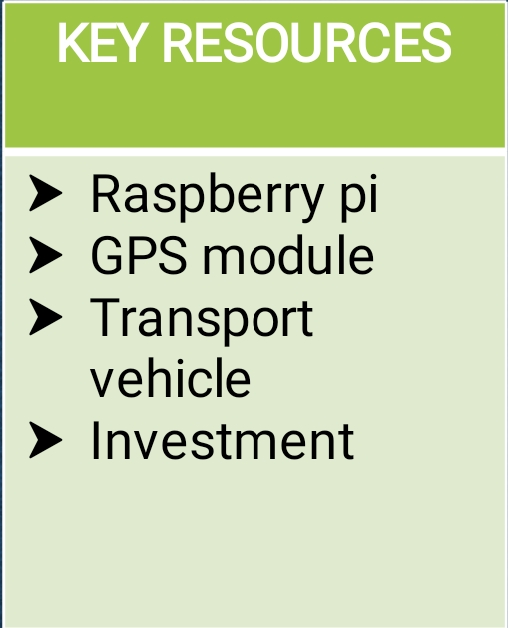 KEY RESOURCES
➤ Raspberry pi
➤ GPS module
➤ Transport
vehicle
➤ Investment